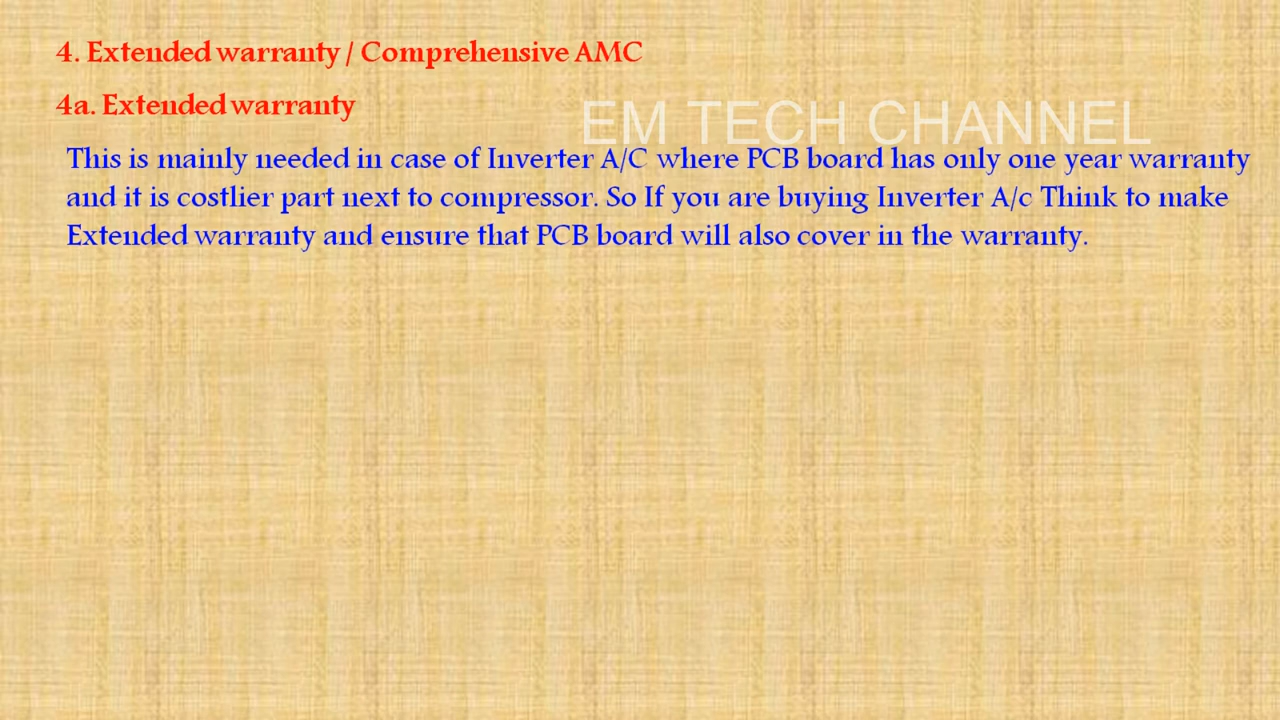 4. Extended warranty / Comprehensive AMC
4a. Extended warranty
EM TECH CHANNEL
This is mainly needed in case of Inverter A/C where PCB board has only one year warranty
and it is costlier part next to compressor. So If you are buying Inverter A/c Think to make
Extended warranty and ensure that PCB board will also cover in the warranty.